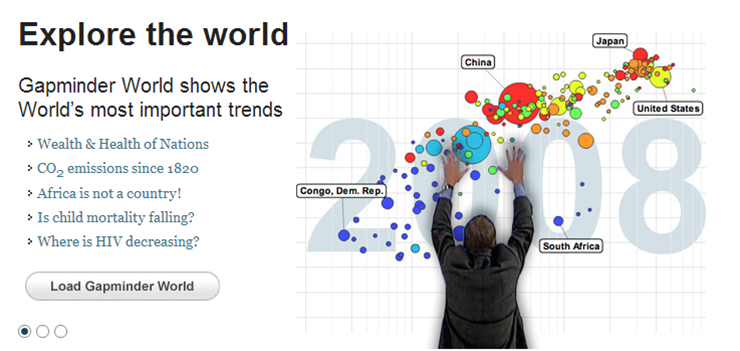 Explore the world
Gapminder World shows the
World's most important trends
Wealth & Health of Nations
CO2 emissions since 1820
Africa is not a country!
Is child mortality falling?
Where is HIV decreasing?
Load Gapminder World
2008
Japan
China
United States
Congo, Dem. Rep.
South Africa